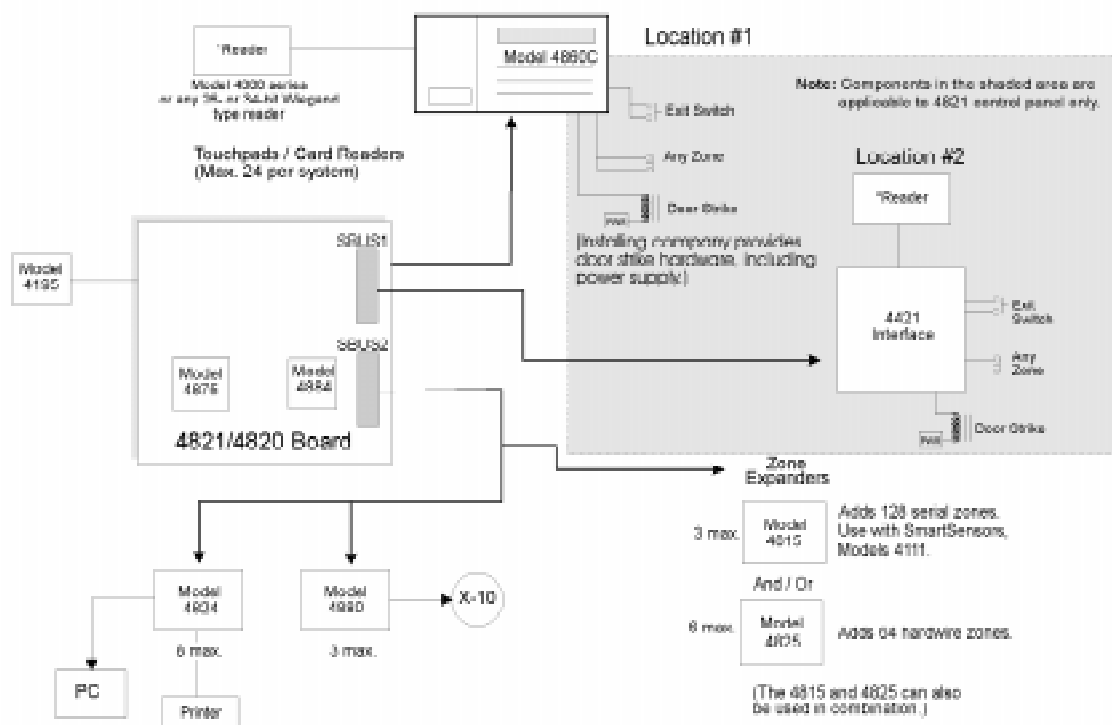 Location #1
*Reader
Model 4860C
Model 4000 series
or any 26- or 34-bit Wiegand
type reader
Note: Components in the shaded area are
applicable to 4821 control panel only.
Exit Switch
Touchpads / Card Readers
(Max. 24 per system)
Any Zone
Location #2
*Reader
Door Strike
PWR
(Installing company provides
door strike hardware, including
power supply.)
SBUS1
Model
4195
4421
Interface
Exit
Switch
SBUS2
Any
Zone
Model
4875
Model
4884
4821/4820 Board
Door Strike
PWR
Zone
Expanders
3 max.
Model
4815
Adds 128 serial zones.
Use with SmartSensors,
Models 4111.
And / Or
Model
Model
X-10
6 max.
Model
4825
Adds 64 hardwire zones.
6 max.
3 max.
PC
Printer
(The 4815 and 4825 can also
be used in combination.)